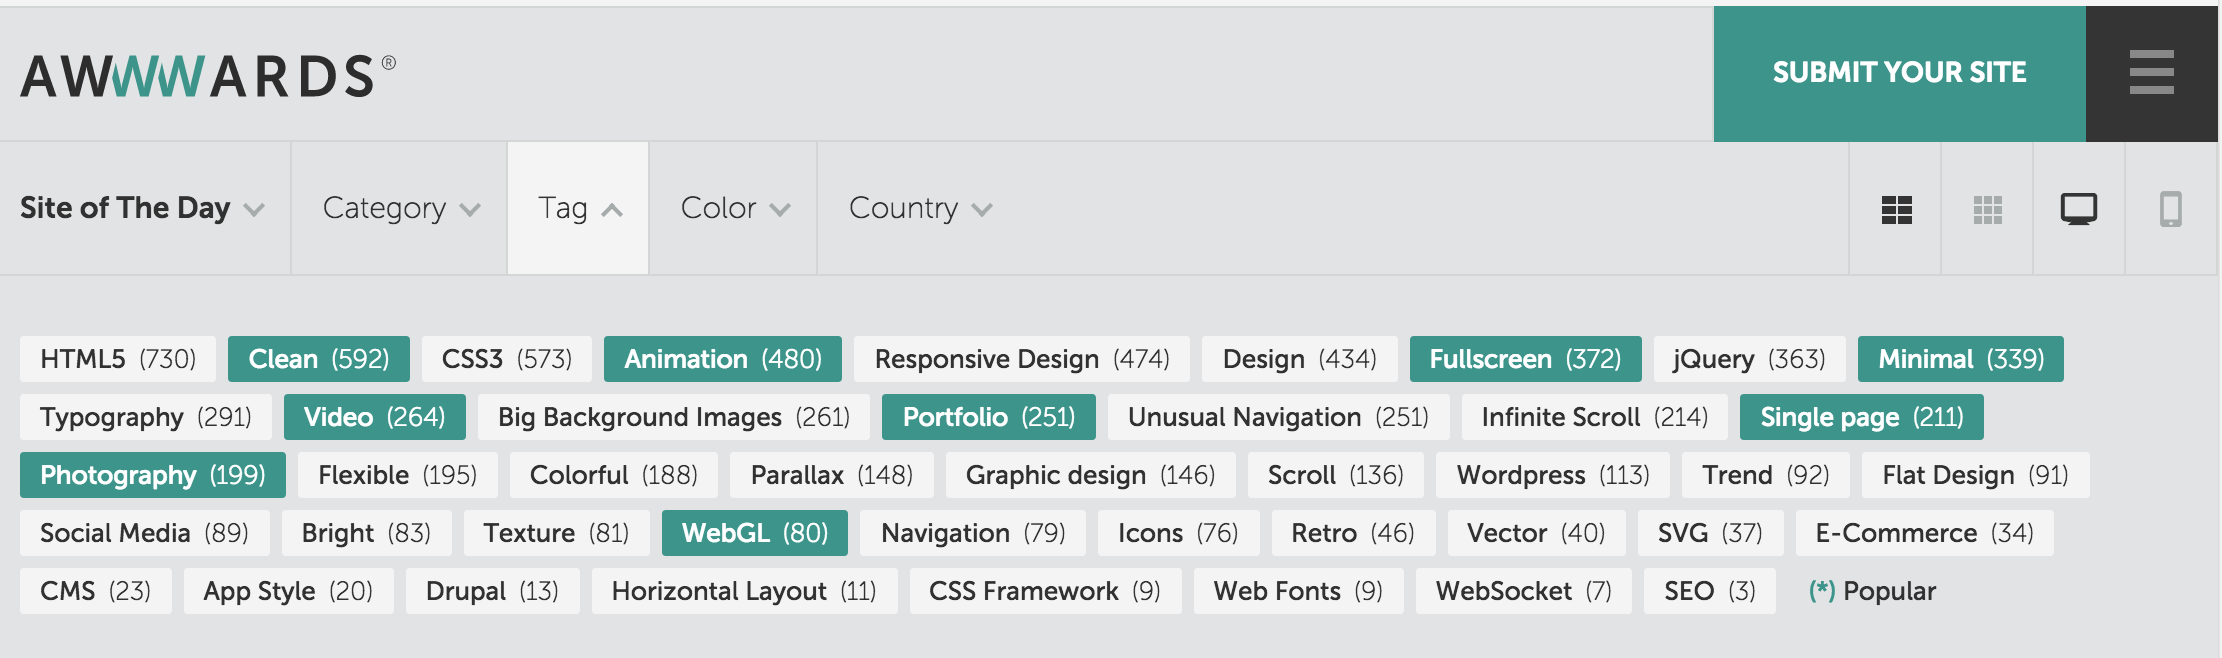 AWWWARDS®
SUBMIT YOUR SITE
Site of The Day Category Tag Color Country
HTML5 (730) Clean (592) CSS3 (573) Animation (480) Responsive Design (474) Design (434) Fullscreen (372) jQuery (363) Minimal (339)
Typography (291) Video (264) Big Background Images (261) Portfolio (251) Unusual Navigation (251) Infinite Scroll (214) Single page (211)
Photography (199) Flexible (195) Colorful (188) Parallax (148) Graphic design (146) Scroll (136) Wordpress (113) Trend (92) Flat Design (91)
Social Media (89) Bright (83) Texture (81) WebGL (80) Navigation (79) Icons (76) Retro (46) Vector (40) SVG (37) E-Commerce (34)
CMS (23) App Style (20) Drupal (13) Horizontal Layout (11) CSS Framework (9) Web Fonts (9) WebSocket (7) SEO (3) (*) Popular